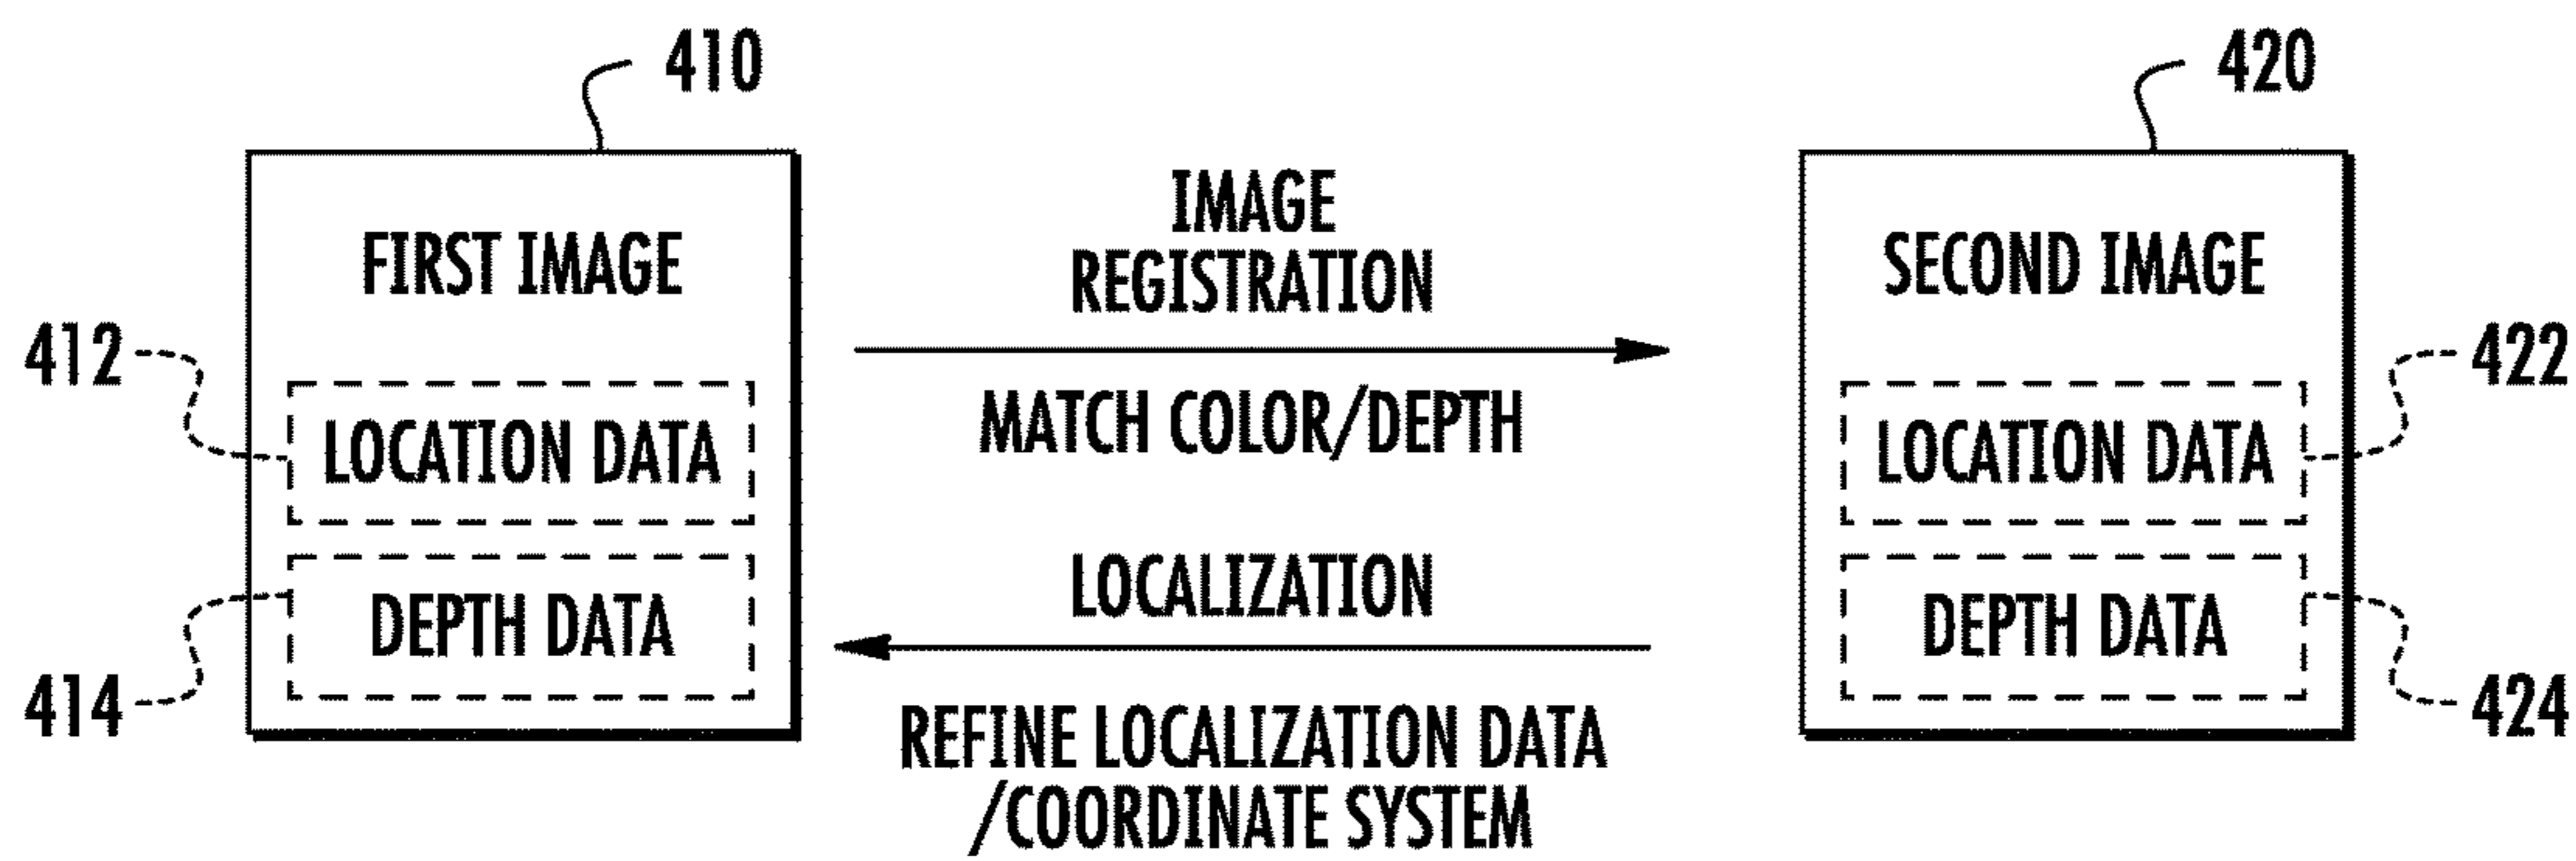 410
FIRST IMAGE
412
LOCATION DATA
DEPTH DATA
414
IMAGE
REGISTRATION
MATCH COLOR/DEPTH
LOCALIZATION
REFINE LOCALIZATION DATA
/COORDINATE SYSTEM
420
SECOND IMAGE
422
LOCATION DATA
DEPTH DATA
424